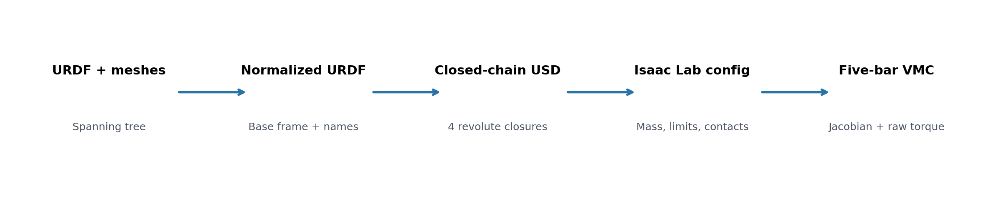 URDF + meshes
Spanning tree
Normalized URDF
Base frame + names
Closed-chain USD
4 revolute closures
Isaac Lab config
Mass, limits, contacts
Five-bar VMC
Jacobian + raw torque